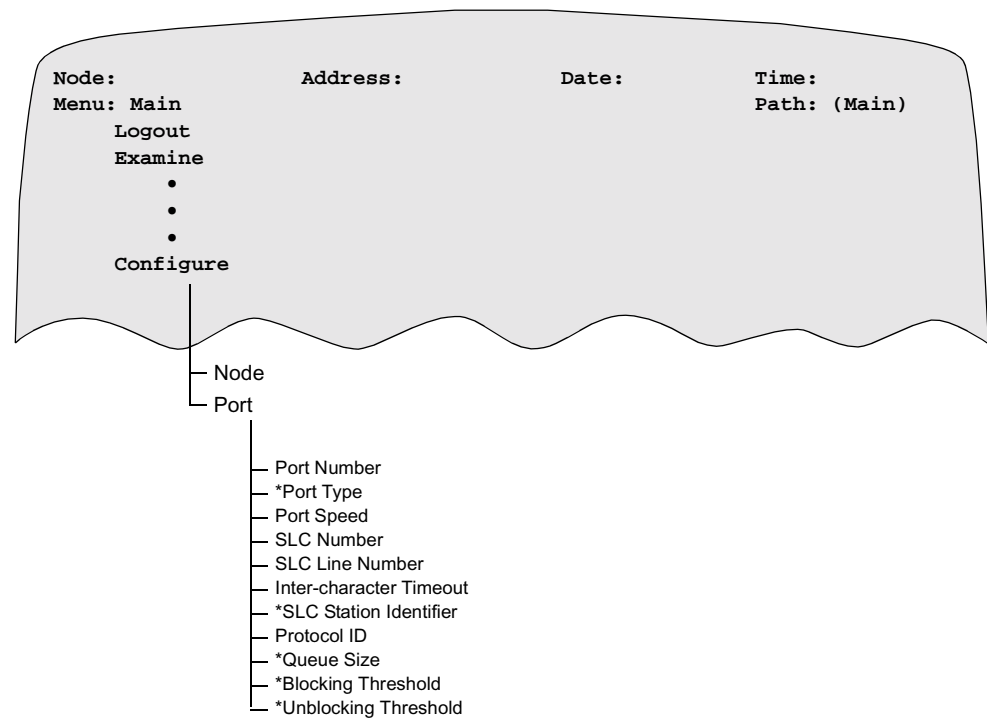 Node: Address: Date: Time:
Menu: Main Path: (Main)
Logout
Examine
•
•
•
Configure
Node
Port
Port Number
*Port Type
Port Speed
SLC Number
SLC Line Number
Inter-character Timeout
*SLC Station Identifier
Protocol ID
*Queue Size
*Blocking Threshold
*Unblocking Threshold